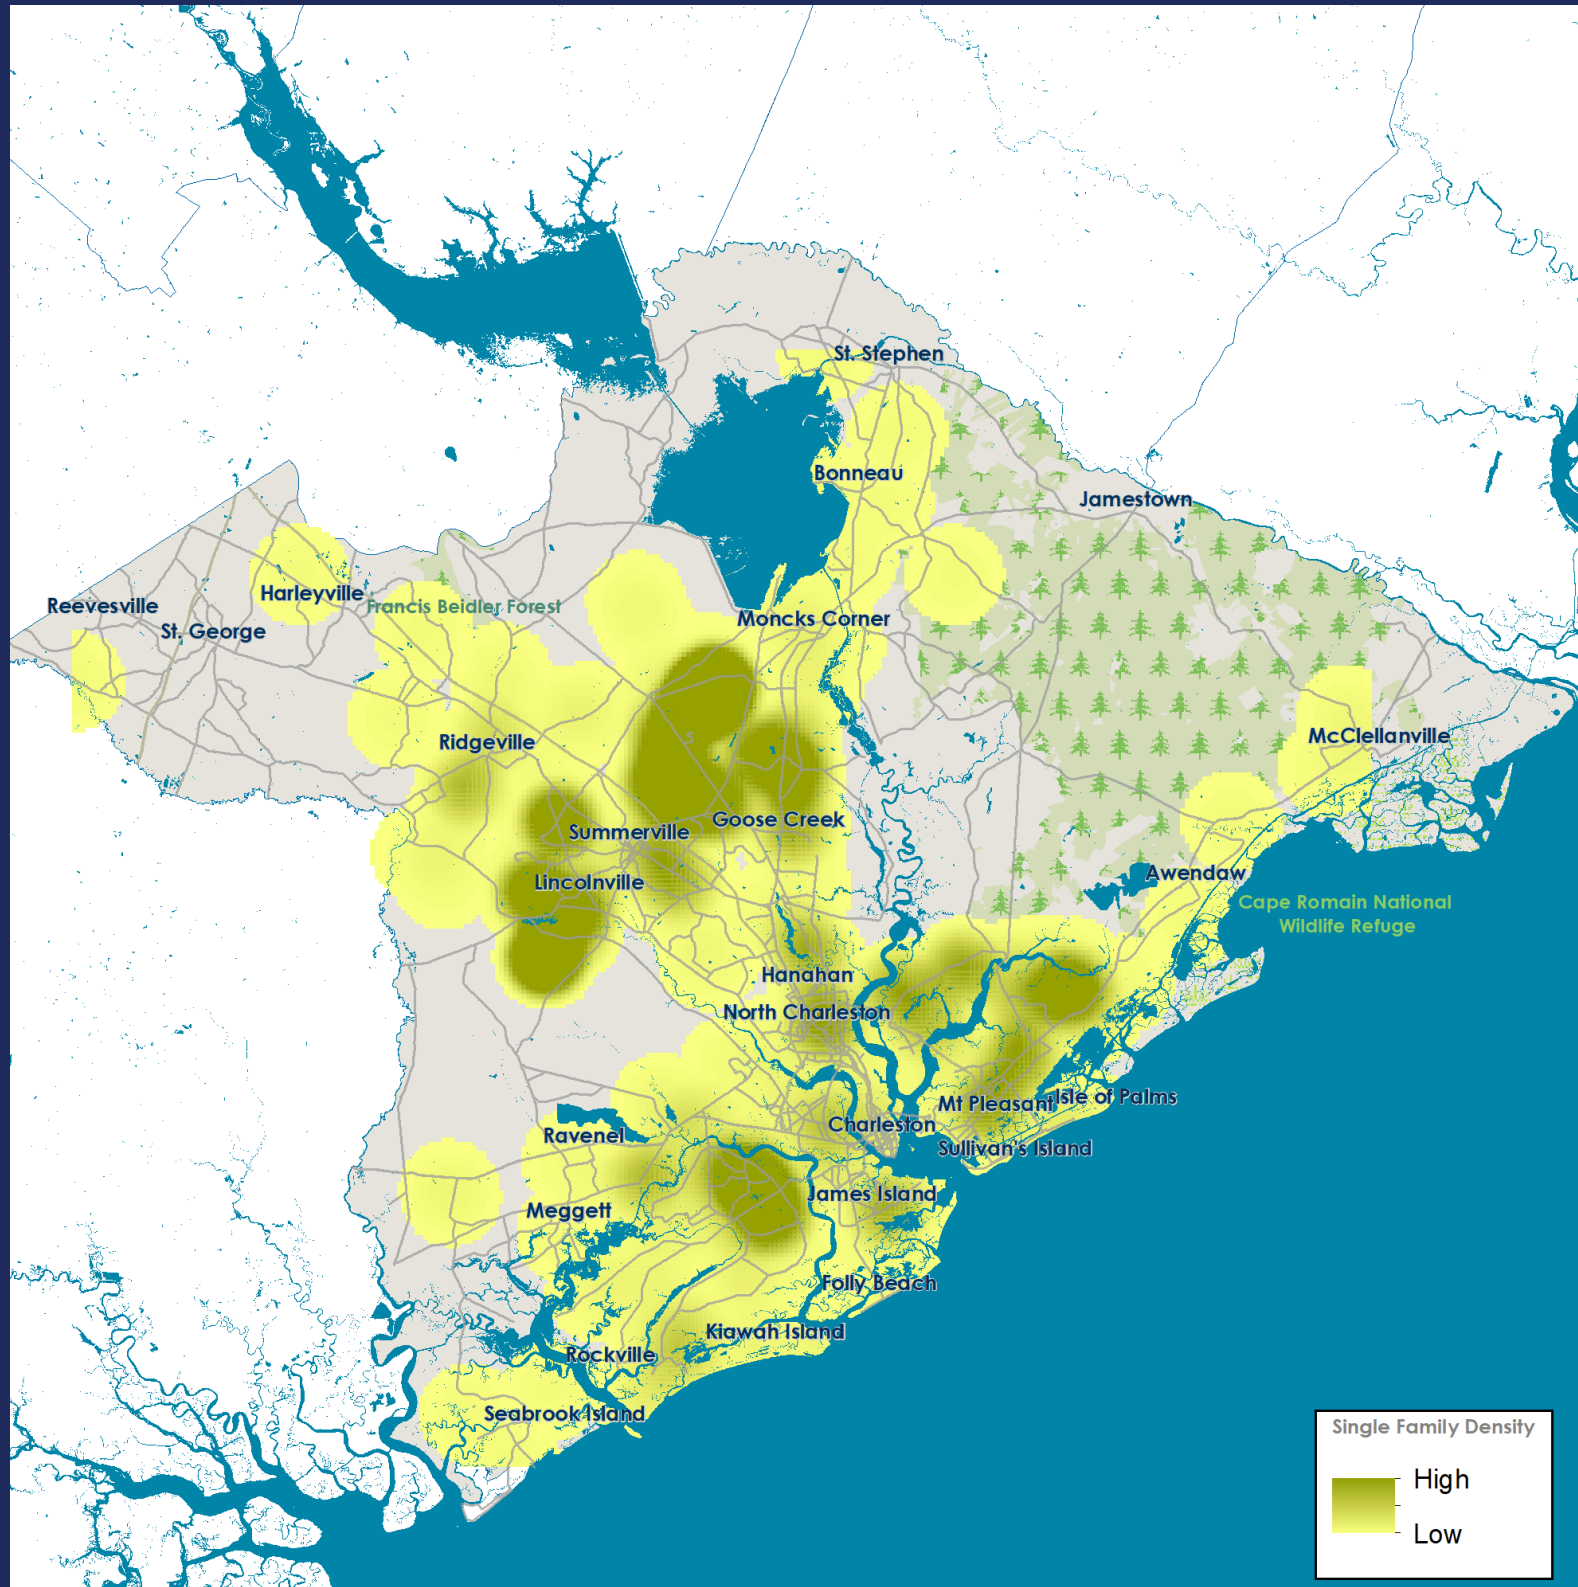 St. Stephen
Bonneau
Jamestown
Harleyville
Reevesville
Francis Beidler Forest
St. George
Moncks Corner
McClellanville
Ridgeville
S
Goose Creek
Summerville
Awendaw
Lincolnville
Cape Romain National
Wildlife Refuge
Hanahan
North Charleston
Isle of Palms
Mt Pleasant
Charleston
Ravenel
Sullivan's Island
James Island
Meggett
Folly Beach
Kiawah Island
Rockville
Seabrook Island
Single Family Density
High
Low